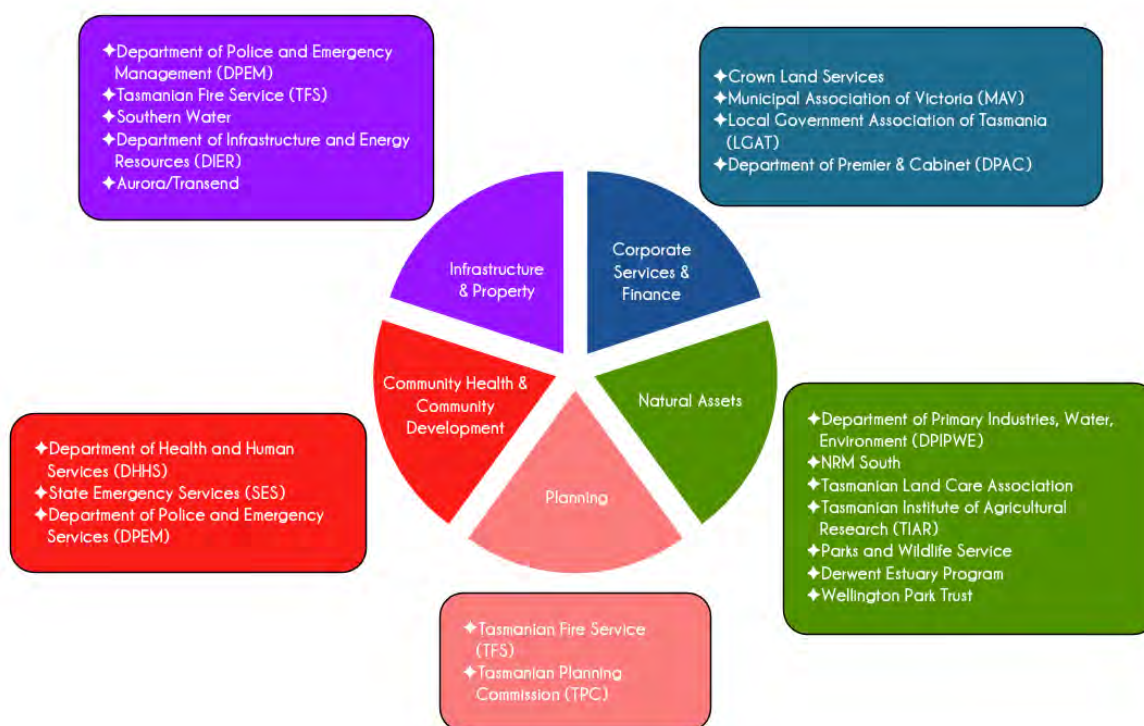 ✦Department of Police and Emergency
Management (DPEM)
✦Tasmanian Fire Service (TFS)
✦Southern Water
✦Department of Infrastructure and Energy
Resources (DIER)
✦Aurora/Transend
✦Crown Land Services
✦Municipal Association of Victoria (MAV)
✦Local Government Association of Tasmania
(LGAT)
✦Department of Premier & Cabinet (DPAC)
Infrastructure
& Property
Corporate
Services &
Finance
Community Health &
Community
Development
Natural Assets
Planning
✦Department of Health and Human
Services (DHHS)
✦State Emergency Services (SES)
✦Department of Police and Emergency
Services (DPEM)
✦Department of Primary Industries, Water,
Environment (DPIPWE)
✦NRM South
✦Tasmanian Land Care Association
✦Tasmanian Institute of Agricultural
Research (TIAR)
✦Parks and Wildlife Service
✦Derwent Estuary Program
✦Wellington Park Trust
✦Tasmanian Fire Service
(TFS)
✦Tasmanian Planning
Commission (TPC)